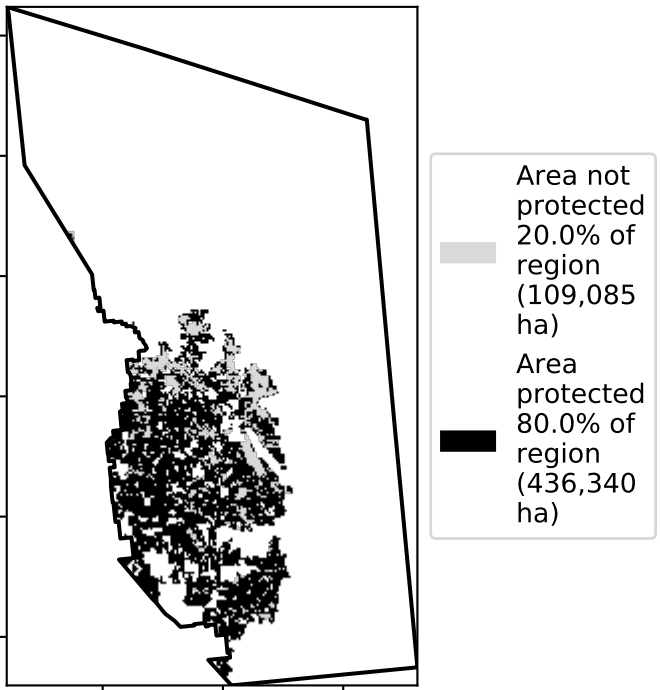 Area not
protected
20.0% of
region
(109,085
ha)
Area
protected
80.0% of
region
(436,340
ha)